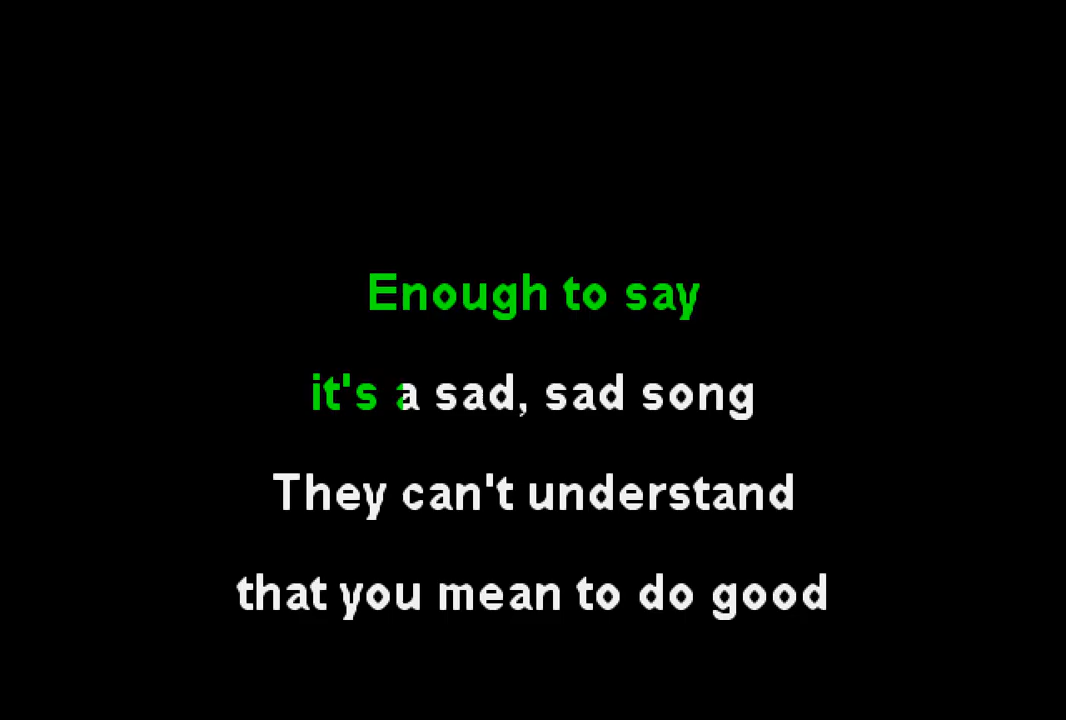 Enough to say
it's a sad, sad song
They can't understand
that you mean to do good